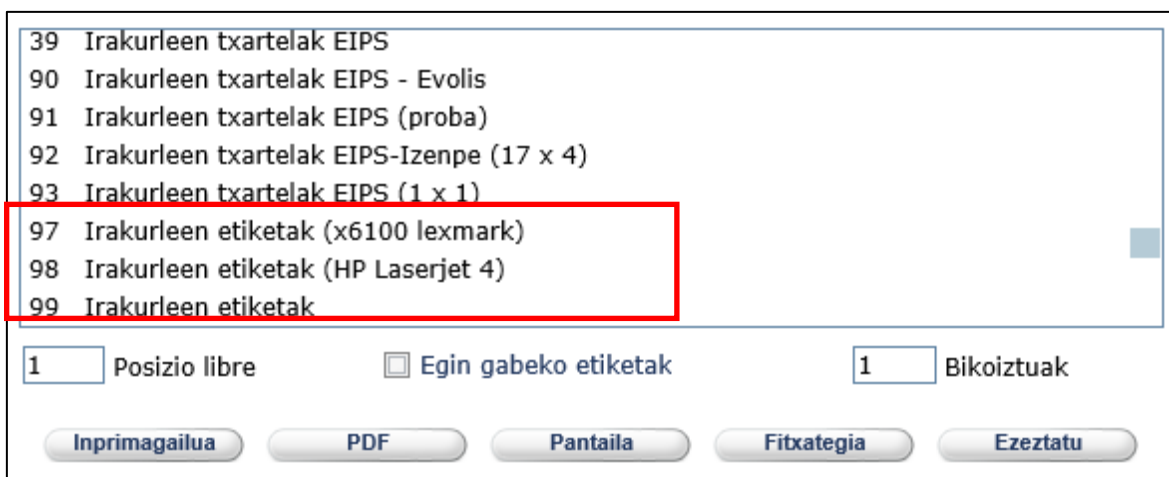 39 Irakurleen txartelak EIPS
90 Irakurleen txartelak EIPS - Evolis
91 Irakurleen txartelak EIPS (proba)
92 Irakurleen txartelak EIPS-Izenpe (17 x 4)
93 Irakurleen txartelak EIPS (1 x 1)
97 Irakurleen etiketak (x6100 lexmark)
98 Irakurleen etiketak (HP Laserjet 4)
99 Irakurleen etiketak
1 Posizio libre Egin gabeko etiketak 1 Bikoiztuak
Inprimagailua PDF Pantaila Fitxategia Ezeztatu